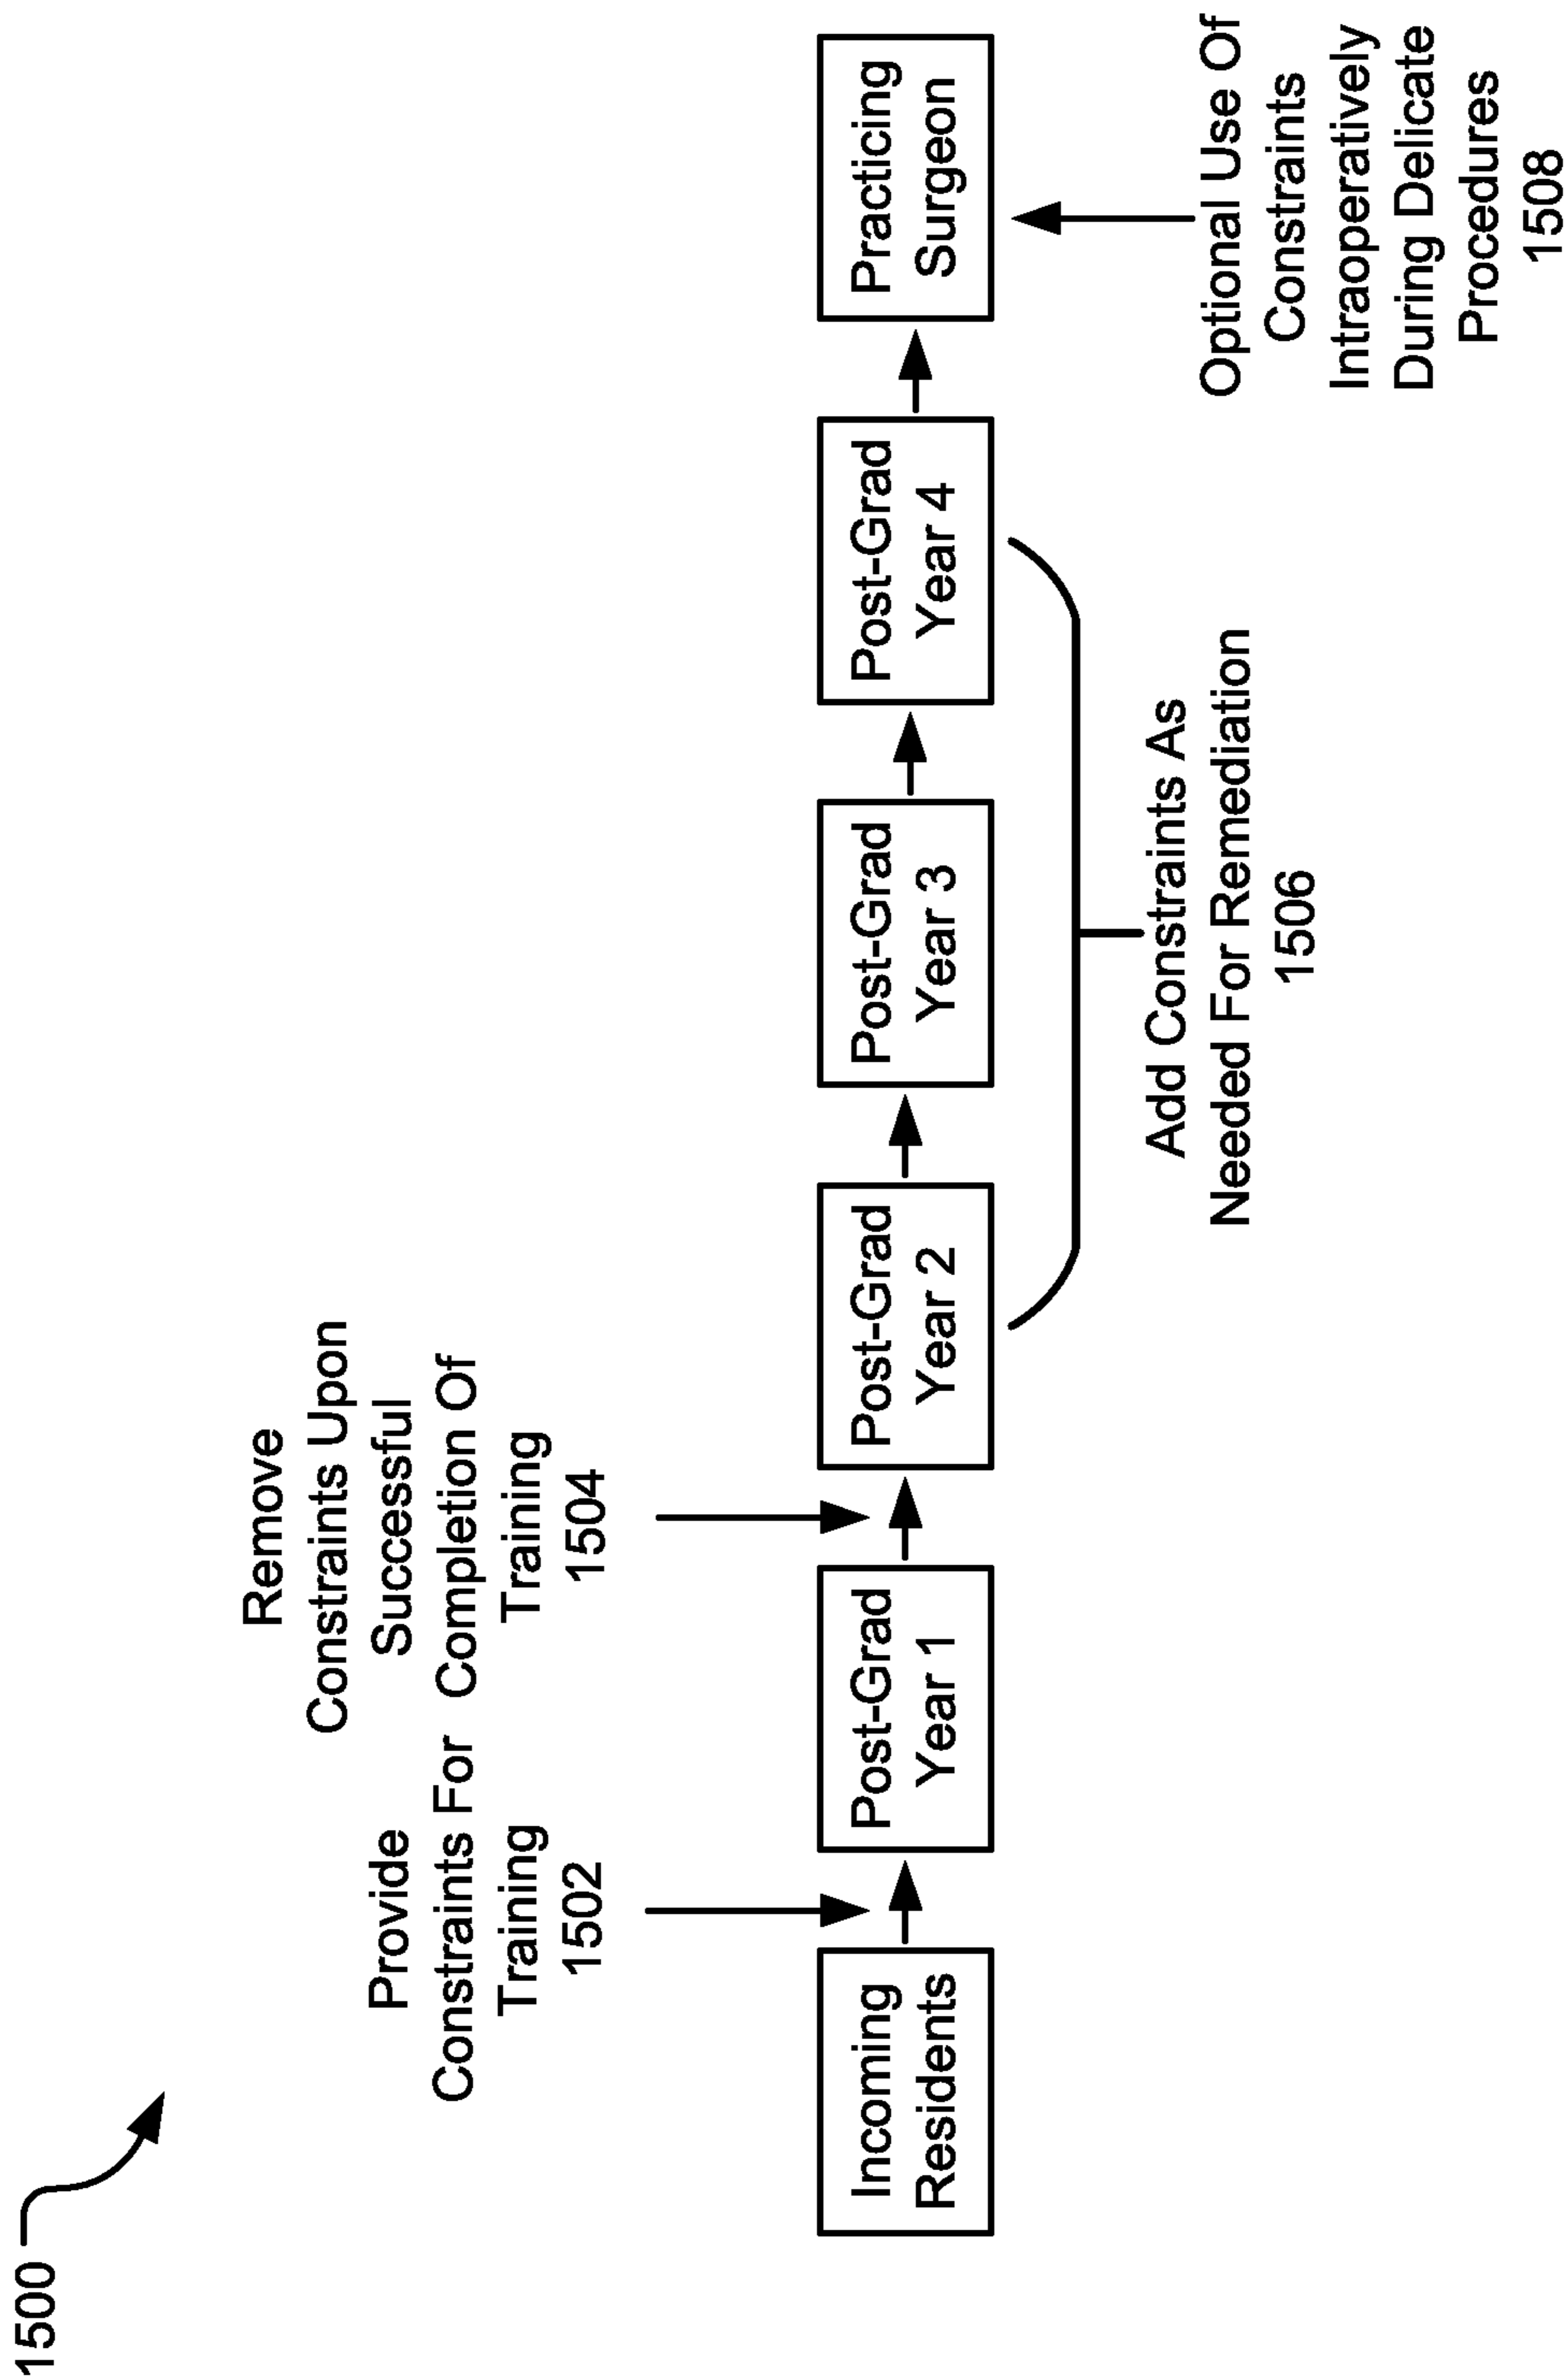 1500
Provide
Constraints For
Training
1502
Remove
Constraints Upon
Successful
Completion Of
Training
1504
Incoming
Residents
Post-Grad
Year 1
Post-Grad
Year 2
Post-Grad
Year 3
Post-Grad
Year 4
Practicing
Surgeon
Add Constraints As
Needed For Remediation
1506
Optional Use Of
Constraints
Intraoperatively
During Delicate
Procedures
1508